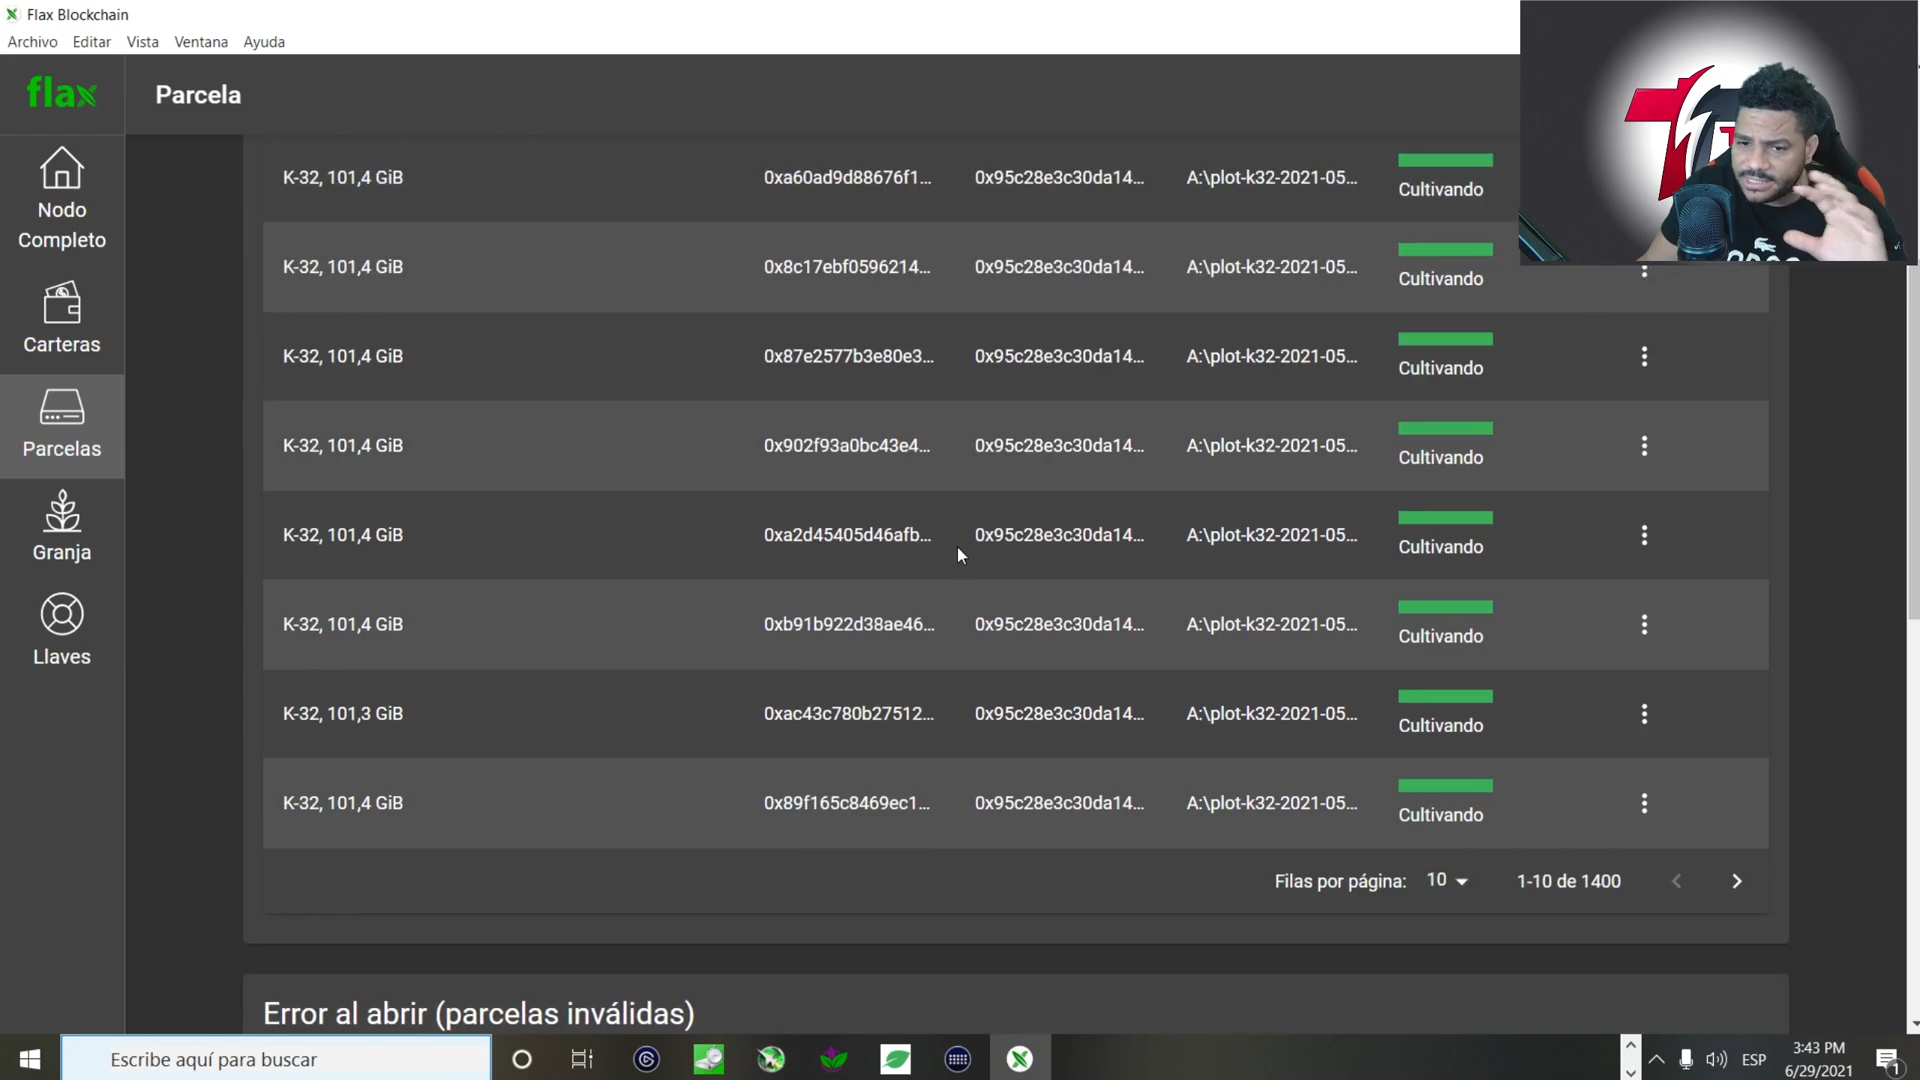 Flax Blockchain
Archivo Editar Vista Ventana Ayuda
flax
Parcela
Nodo
Completo
Carteras
Parcelas
Granja
Llaves
K-32, 101,4 GiB 0xa60ad9d88676f1... 0x95c28e3c30da14... A:\plot-k32-2021-05... Cultivando
K-32, 101,4 GiB 0x8c17ebf0596214... 0x95c28e3c30da14... A:\plot-k32-2021-05... Cultivando
K-32, 101,4 GiB 0x87e2577b3e80e3... 0x95c28e3c30da14... A:\plot-k32-2021-05... Cultivando
K-32, 101,4 GiB 0x902f93a0bc43e4... 0x95c28e3c30da14... A:\plot-k32-2021-05... Cultivando
K-32, 101,4 GiB 0xa2d45405d46afb... 0x95c28e3c30da14... A:\plot-k32-2021-05... Cultivando
K-32, 101,4 GiB 0xb91b922d38ae46... 0x95c28e3c30da14... A:\plot-k32-2021-05... Cultivando
K-32, 101,3 GiB 0xac43c780b27512... 0x95c28e3c30da14... A:\plot-k32-2021-05... Cultivando
K-32, 101,4 GiB 0x89f165c8469ec1... 0x95c28e3c30da14... A:\plot-k32-2021-05... Cultivando
Filas por página: 10 1-10 de 1400
Error al abrir (parcelas inválidas)
Escribe aquí para buscar
ESP
3:43 PM
6/29/2021
1